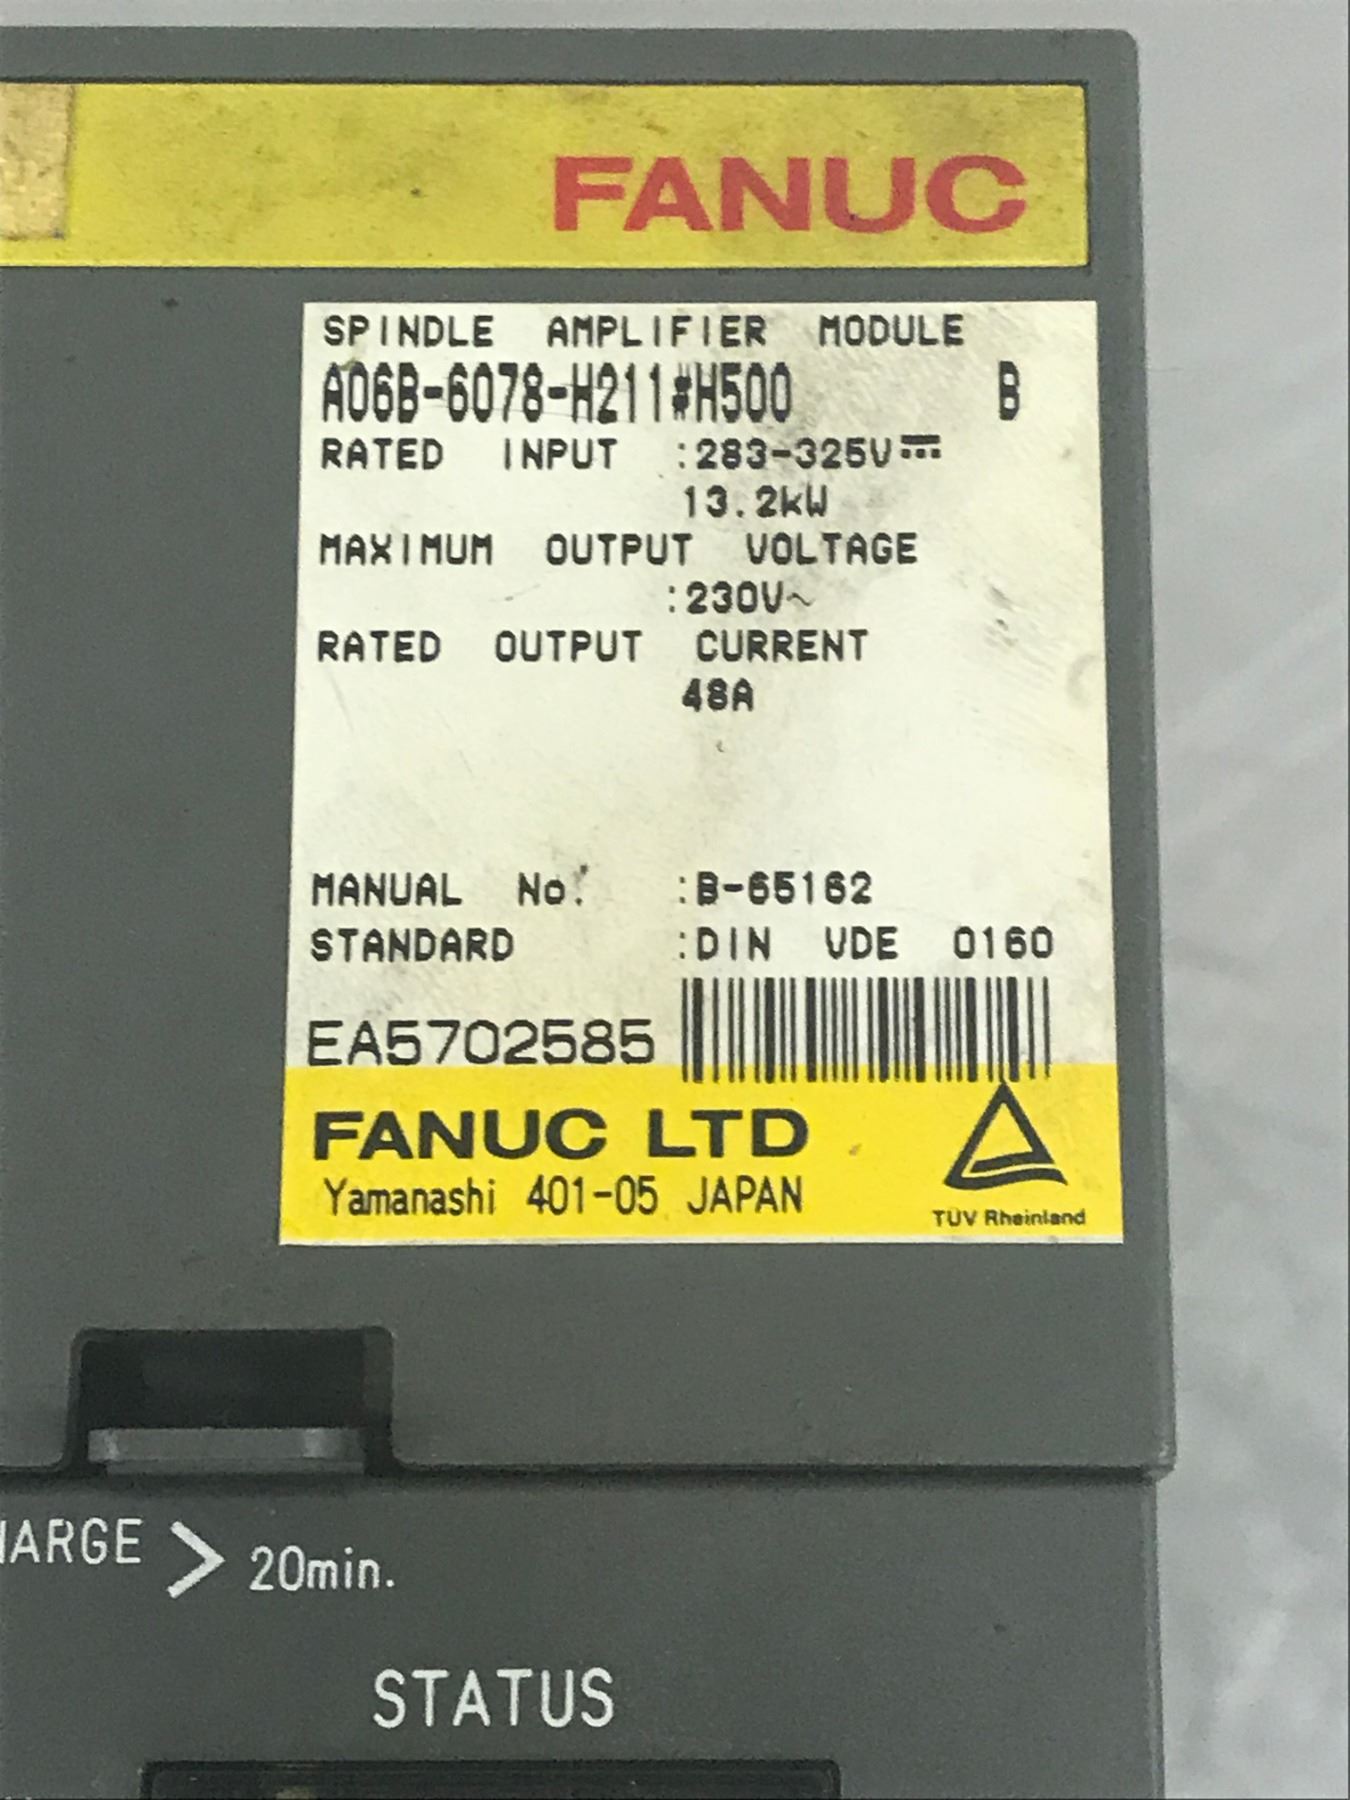 FANUC
SPINDLE AMPLIFIER MODULE
A06B-6078-H211#H500 B
RATED INPUT :283-325V⎓
13.2kW
MAXIMUM OUTPUT VOLTAGE
:230V~
RATED OUTPUT CURRENT
48A
MANUAL No. :B-65162
STANDARD :DIN VDE 0160
EA5702585
FANUC LTD
Yamanashi 401-05 JAPAN
TÜV Rheinland
HARGE > 20min.
STATUS